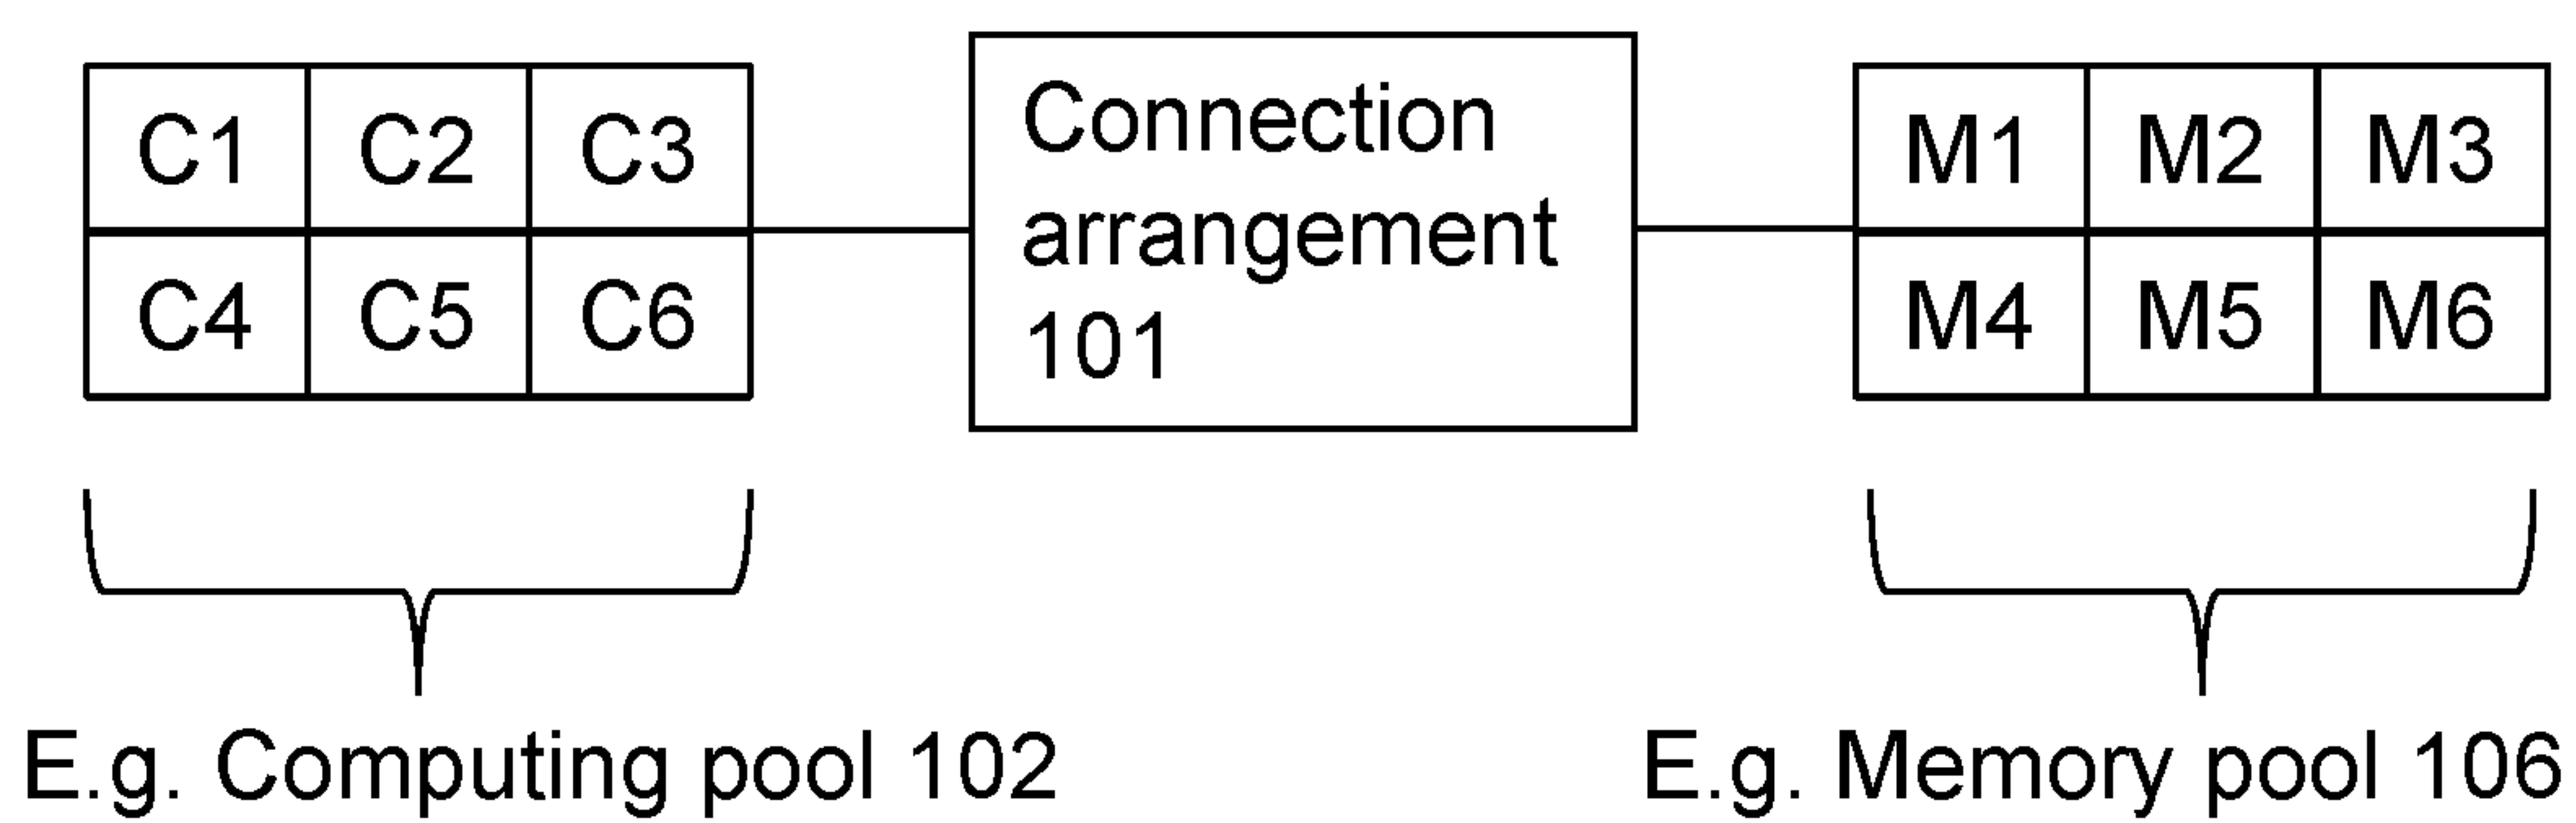 C1 C2 C3
C4 C5 C6
Connection
arrangement
101
M1 M2 M3
M4 M5 M6
E.g. Computing pool 102
E.g. Memory pool 106